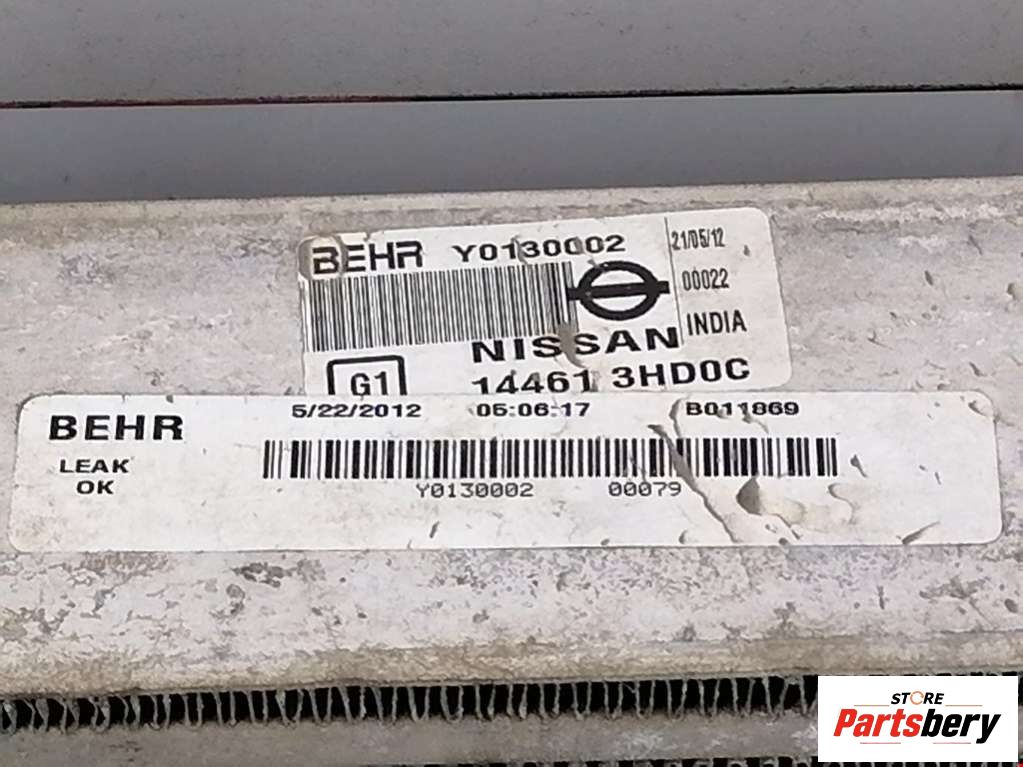 BEHR Y0130002 21/05/12
00022
INDIA
NISSAN
G1 14461 3HD0C
BEHR 5/22/2012 05:06:17 B011869
LEAK
OK
Y0130002 00079
STORE
Partsbery